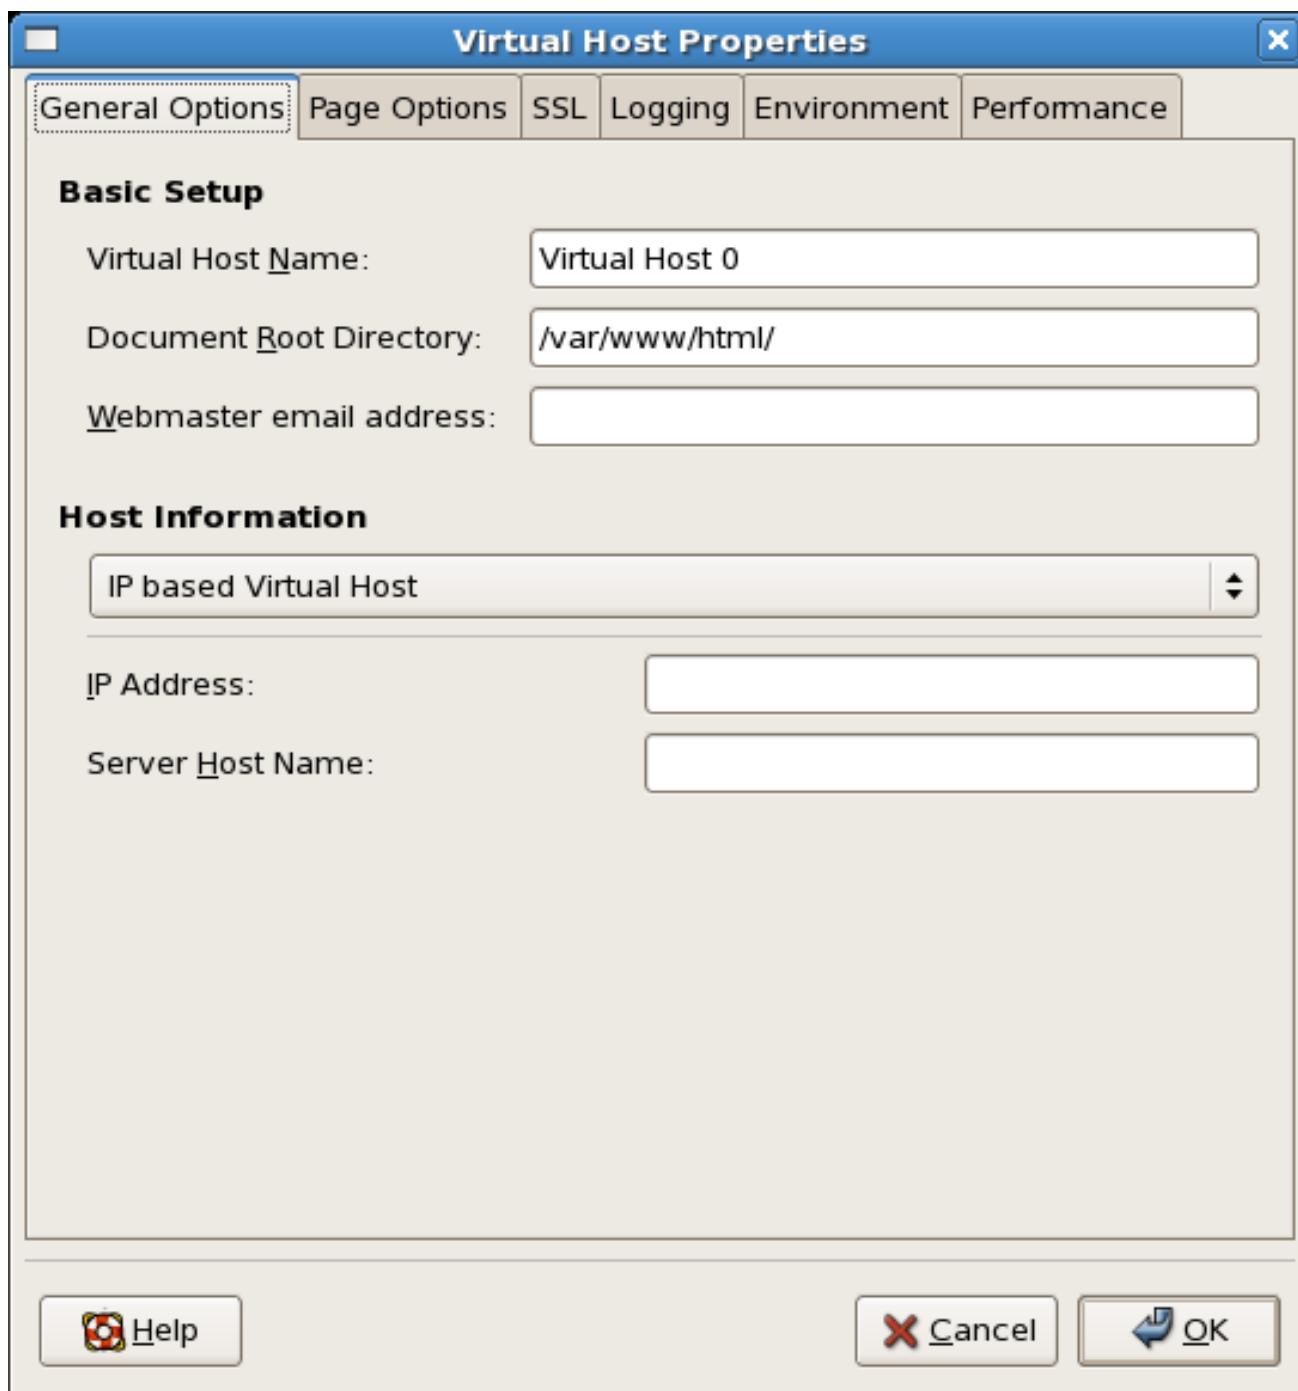 Virtual Host Properties
General Options Page Options SSL Logging Environment Performance
Basic Setup
Virtual Host Name: Virtual Host 0
Document Root Directory: /var/www/html/
Webmaster email address:
Host Information
IP based Virtual Host
IP Address:
Server Host Name:
Help Cancel OK